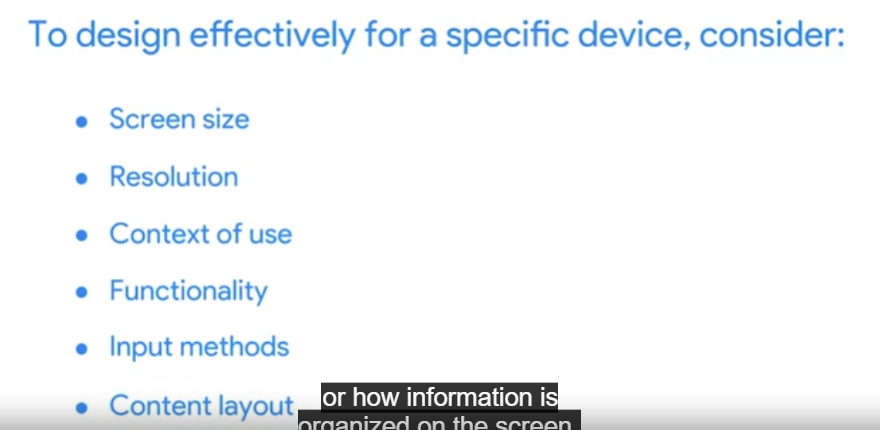 To design effectively for a specific device, consider:
• Screen size
• Resolution
• Context of use
• Functionality
• Input methods
• Content layout
or how information is
organized on the screen